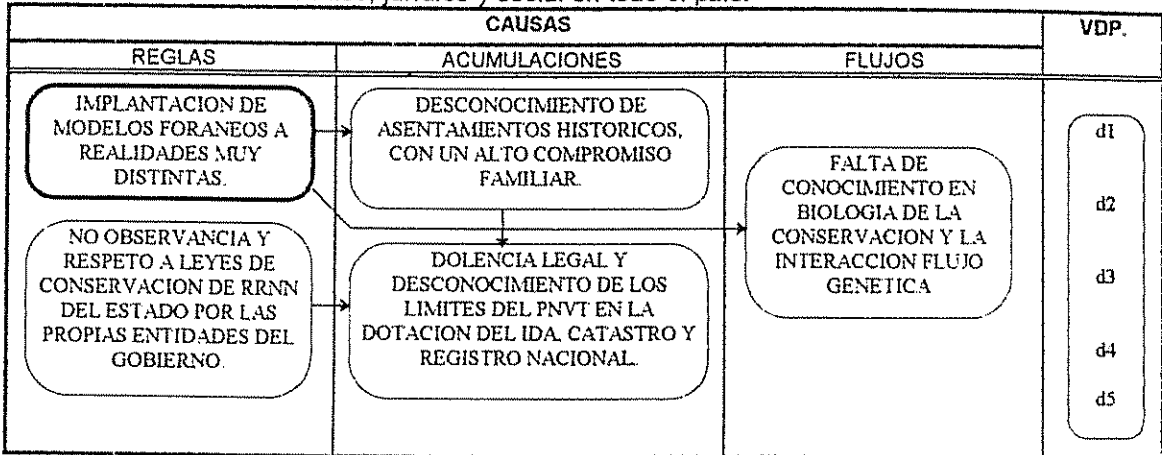 CAUSAS
VDP.
REGLAS
ACUMULACIONES
FLUJOS
IMPLANTACION DE
MODELOS FORANEOS A
REALIDADES MUY
DISTINTAS.
NO OBSERVANCIA Y
RESPETO A LEYES DE
CONSERVACION DE RRNN
DEL ESTADO POR LAS
PROPIAS ENTIDADES DEL
GOBIERNO.
DESCONOCIMIENTO DE
ASENTAMIENTOS HISTORICOS,
CON UN ALTO COMPROMISO
FAMILIAR.
DOLENCIA LEGAL Y
DESCONOCIMIENTO DE LOS
LIMITES DEL PNVT EN LA
DOTACION DEL IDA, CATASTRO Y
REGISTRO NACIONAL.
FALTA DE
CONOCIMIENTO EN
BIOLOGIA DE LA
CONSERVACION Y LA
INTERACCION FLUJO
GENETICA
d1
d2
d3
d4
d5